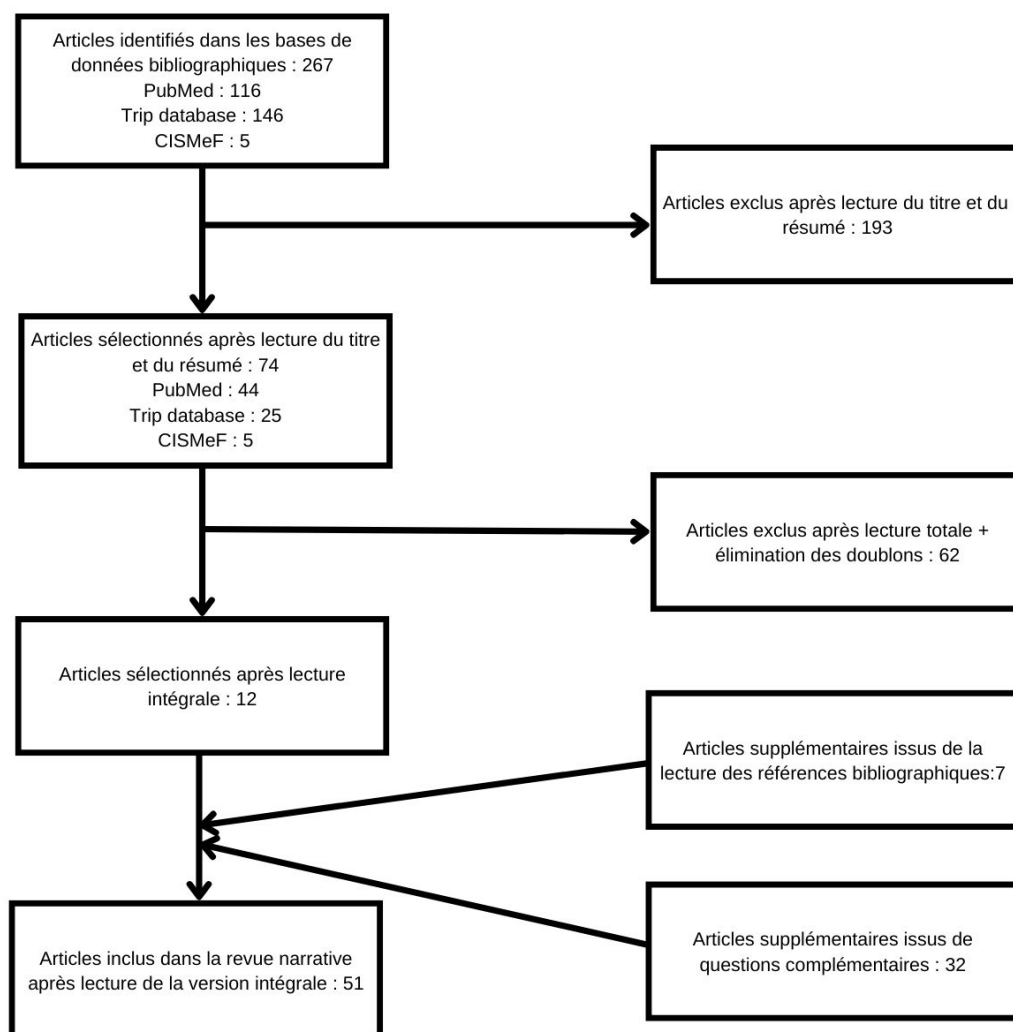 Articles identifiés dans les bases de
données bibliographiques : 267
PubMed : 116
Trip database : 146
CISMeF : 5
Articles exclus après lecture du titre et du
résumé : 193
Articles sélectionnés après lecture du titre
et du résumé : 74
PubMed : 44
Trip database : 25
CISMeF : 5
Articles exclus après lecture totale +
élimination des doublons : 62
Articles sélectionnés après lecture
intégrale : 12
Articles supplémentaires issus de la
lecture des références bibliographiques:7
Articles supplémentaires issus de
questions complémentaires : 32
Articles inclus dans la revue narrative
après lecture de la version intégrale : 51